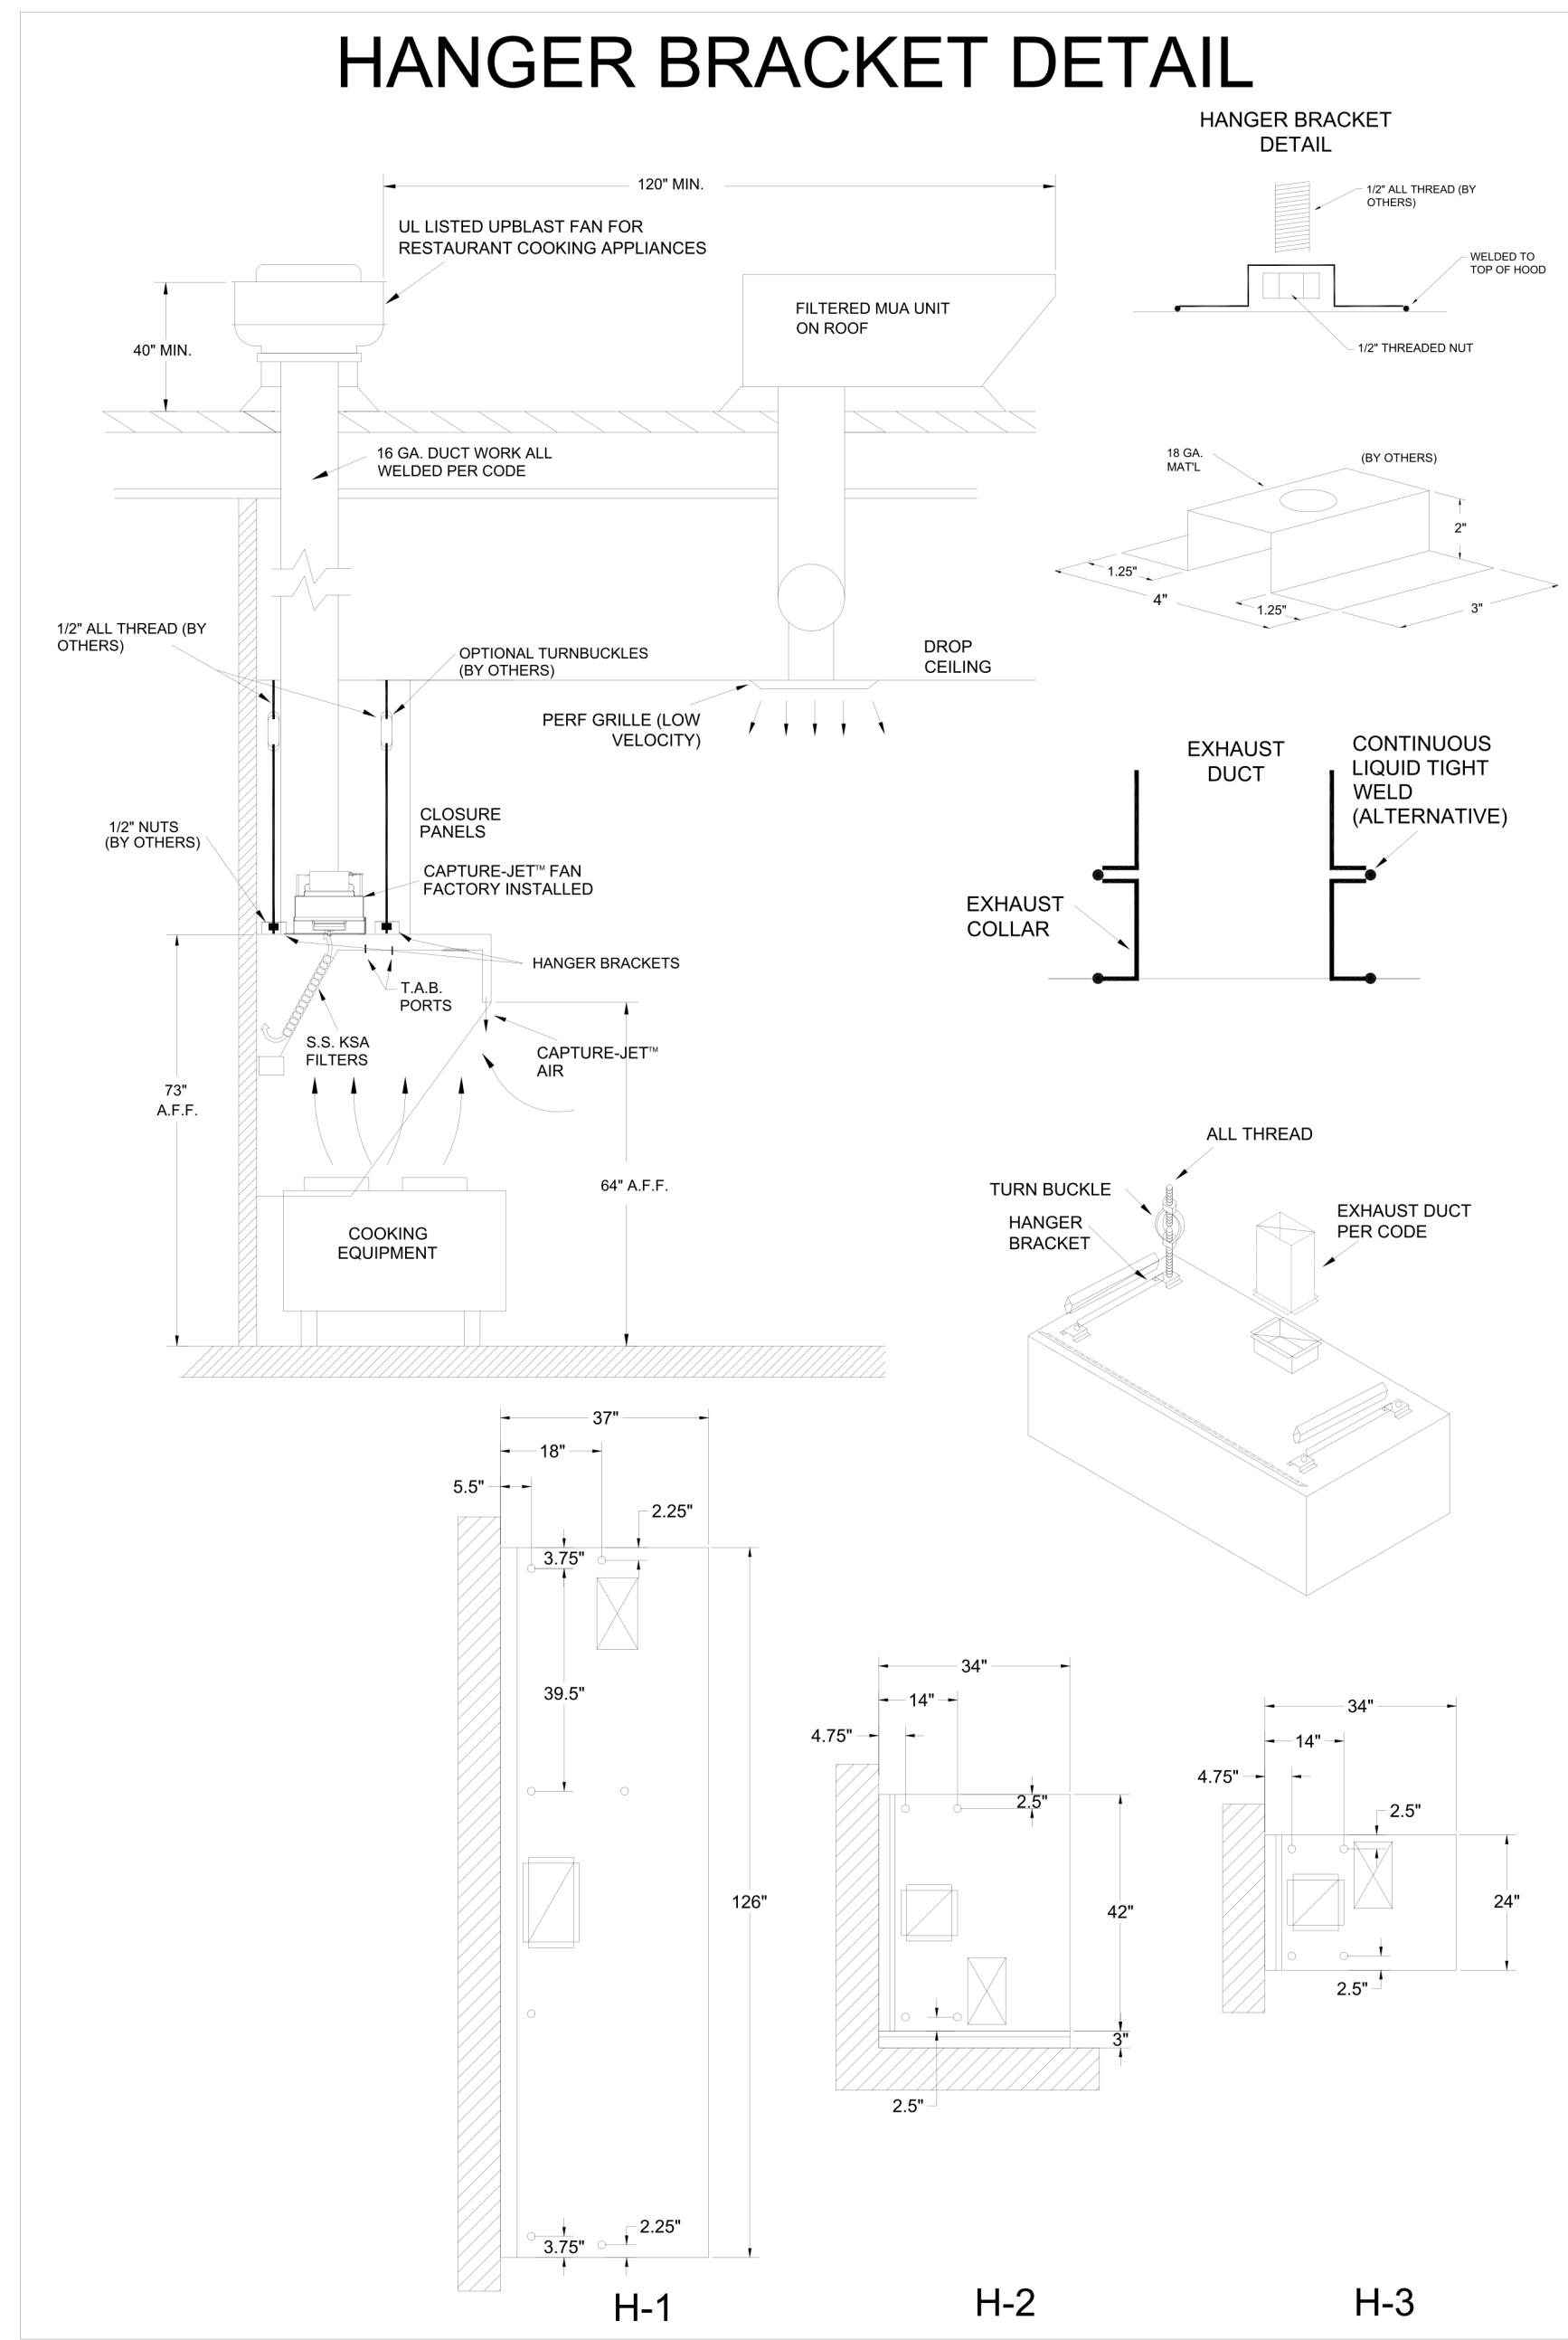 HANGER BRACKET DETAIL
HANGER BRACKET
DETAIL
1/2" ALL THREAD (BY
OTHERS)
WELDED TO
TOP OF HOOD
1/2" THREADED NUT
120" MIN.
UL LISTED UPBLAST FAN FOR
RESTAURANT COOKING APPLIANCES
40" MIN.
FILTERED MUA UNIT
ON ROOF
16 GA. DUCT WORK ALL
WELDED PER CODE
18 GA.
MAT'L
(BY OTHERS)
2"
1.25"
4"
1.25"
3"
1/2" ALL THREAD (BY
OTHERS)
OPTIONAL TURNBUCKLES
(BY OTHERS)
DROP
CEILING
PERF GRILLE (LOW
VELOCITY)
EXHAUST
DUCT
CONTINUOUS
LIQUID TIGHT
WELD
(ALTERNATIVE)
EXHAUST
COLLAR
1/2" NUTS
(BY OTHERS)
CLOSURE
PANELS
CAPTURE-JET™ FAN
FACTORY INSTALLED
HANGER BRACKETS
T.A.B.
PORTS
S.S. KSA
FILTERS
CAPTURE-JET™
AIR
73"
A.F.F.
64" A.F.F.
COOKING
EQUIPMENT
ALL THREAD
TURN BUCKLE
HANGER
BRACKET
EXHAUST DUCT
PER CODE
37"
18"
5.5"
2.25"
3.75"
39.5"
126"
2.25"
3.75"
H-1
34"
14"
4.75"
2.5"
42"
3"
2.5"
H-2
34"
14"
4.75"
2.5"
24"
2.5"
H-3